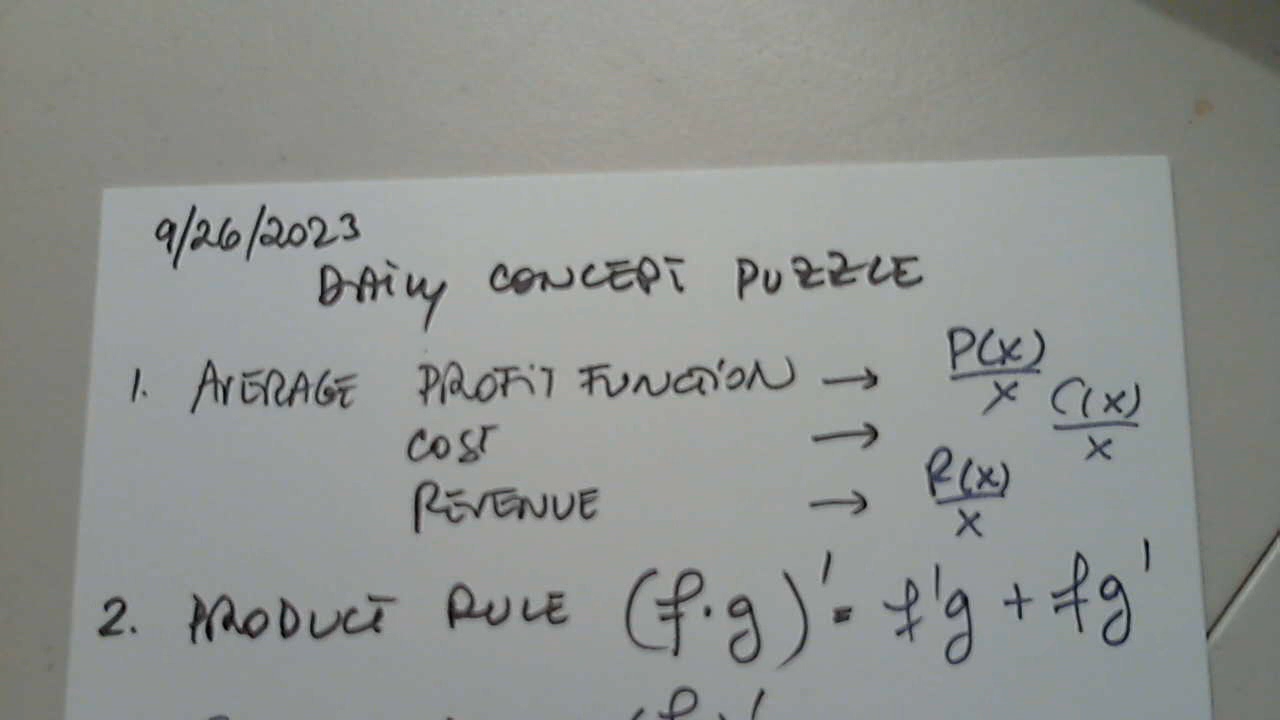 9/26/2023
DAILY CONCEPT PUZZLE
1. AVERAGE PROFIT FUNCTION → P(x)/x
COST → C(x)/x
REVENUE → R(x)/x
2. PRODUCT RULE (f·g)' = f'g + fg'